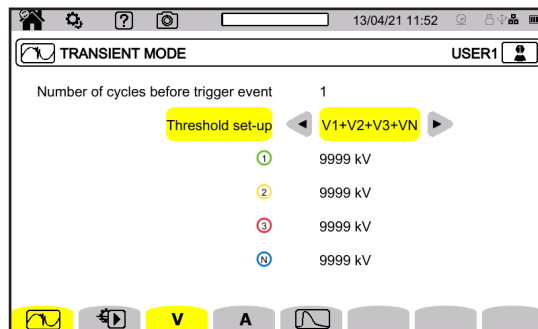 ?
13/04/21 11:52
TRANSIENT MODE
USER1
Number of cycles before trigger event 1
Threshold set-up V1+V2+V3+VN
1 9999 kV
2 9999 kV
3 9999 kV
N 9999 kV
V A